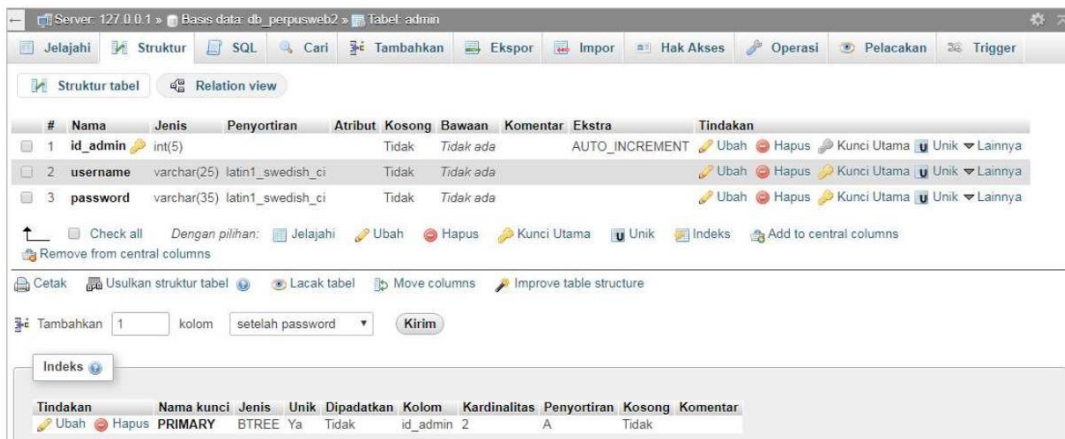 Server: 127.0.0.1 » Basis data: db_perpusweb2 » Tabel: admin
Jelajahi Struktur SQL Cari Tambahkan Ekspor Impor Hak Akses Operasi Pelacakan Trigger
Struktur tabel Relation view
# Nama Jenis Penyortiran Atribut Kosong Bawaan Komentar Ekstra Tindakan
1 id_admin int(5) Tidak Tidak ada AUTO_INCREMENT Ubah Hapus Kunci Utama Unik Lainnya
2 username varchar(25) latin1_swedish_ci Tidak Tidak ada Ubah Hapus Kunci Utama Unik Lainnya
3 password varchar(35) latin1_swedish_ci Tidak Tidak ada Ubah Hapus Kunci Utama Unik Lainnya
Check all Dengan pilihan: Jelajahi Ubah Hapus Kunci Utama Unik Indeks Add to central columns
Remove from central columns
Cetak Usulkan struktur tabel Lacak tabel Move columns Improve table structure
Tambahkan 1 kolom setelah password Kirim
Indeks
Tindakan Nama kunci Jenis Unik Dipadatkan Kolom Kardinalitas Penyortiran Kosong Komentar
Ubah Hapus PRIMARY BTREE Ya Tidak id_admin 2 A Tidak